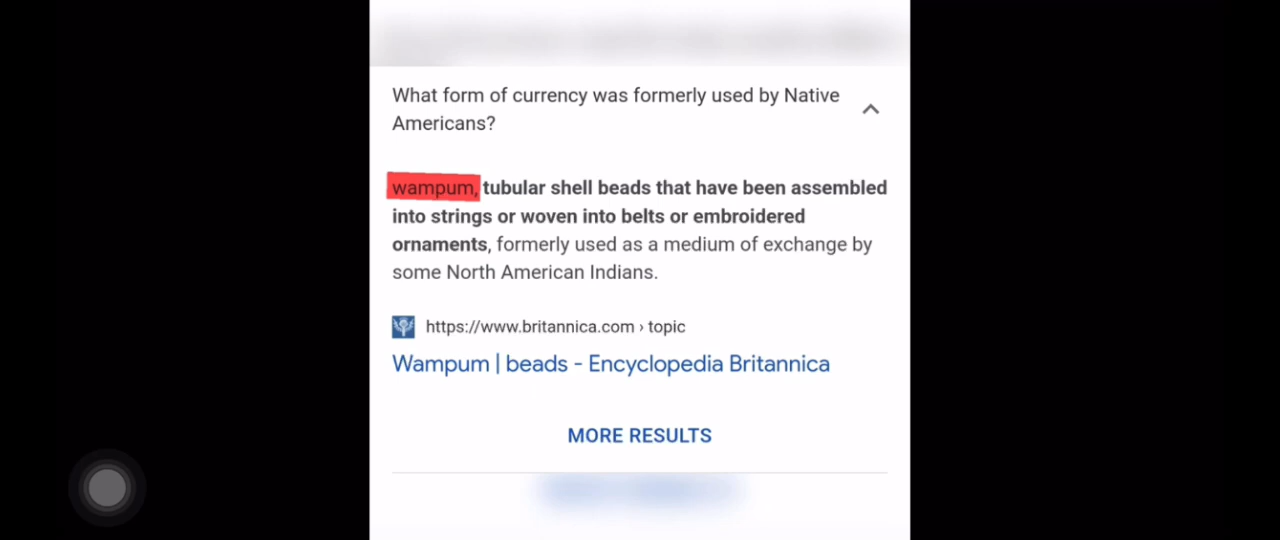 What form of currency was formerly used by Native
Americans?
wampum, tubular shell beads that have been assembled
into strings or woven into belts or embroidered
ornaments, formerly used as a medium of exchange by
some North American Indians.
https://www.britannica.com › topic
Wampum | beads - Encyclopedia Britannica
MORE RESULTS